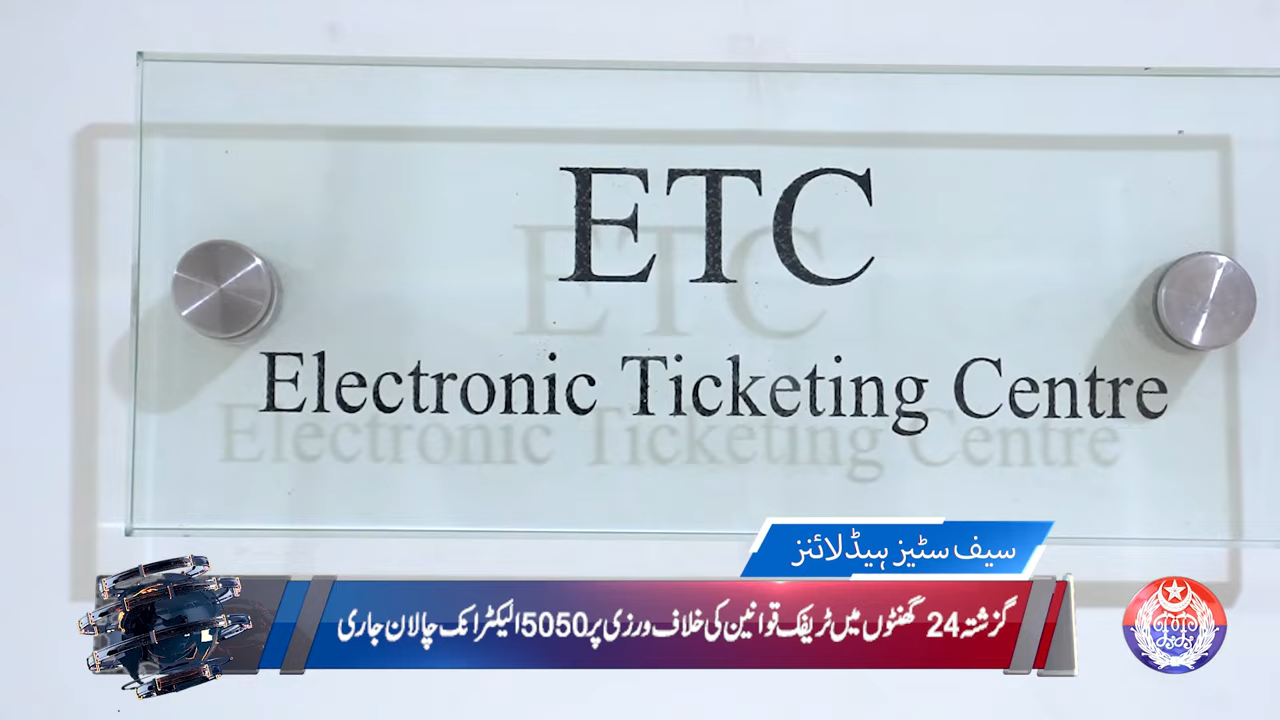 ETC
Electronic Ticketing Centre
سیف سٹیز ہیڈلائنز
گزشتہ 24 گھنٹوں میں ٹریفک قوانین کی خلاف ورزی پر 5050 الیکٹرانک چالان جاری